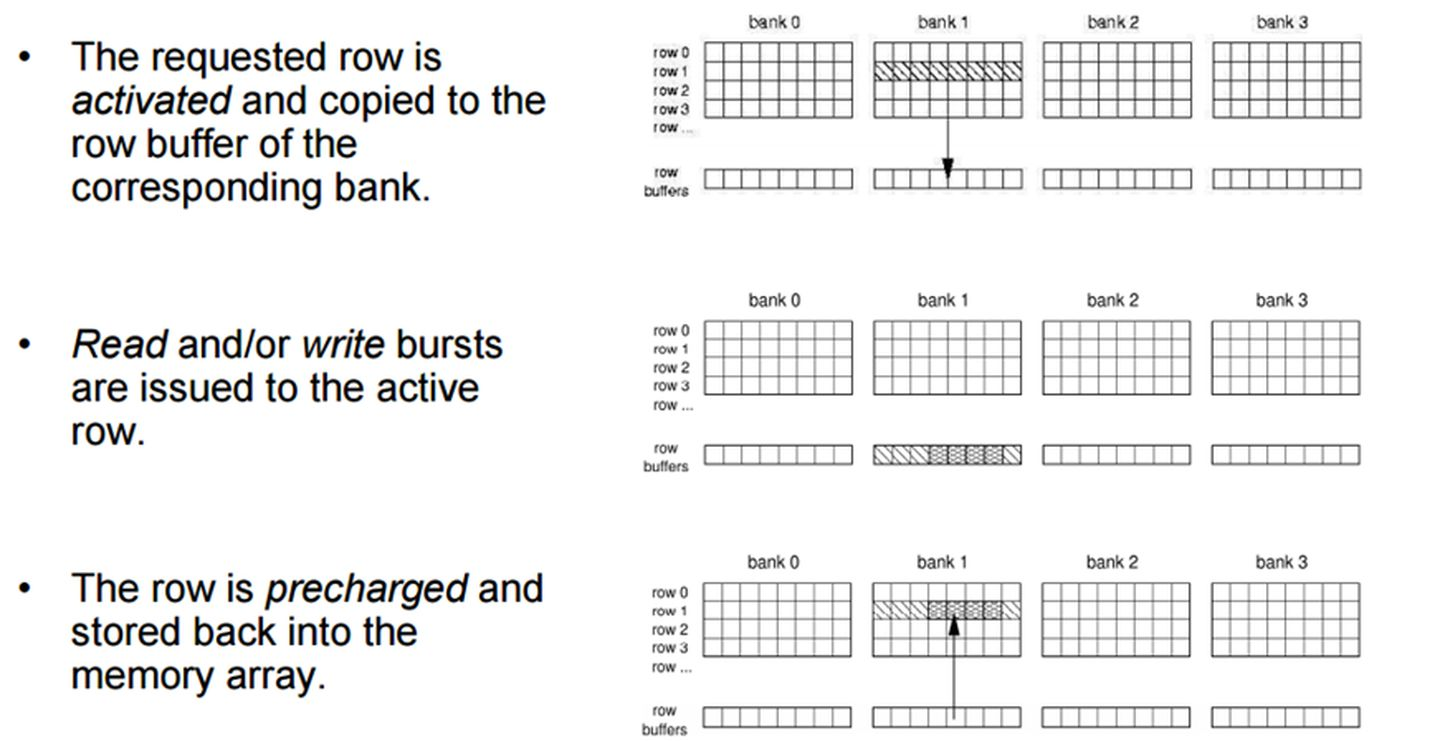 • The requested row is
activated and copied to the
row buffer of the
corresponding bank.
bank 0 bank 1 bank 2 bank 3
row 0
row 1
row 2
row 3
row ...
row
buffers
• Read and/or write bursts
are issued to the active
row.
bank 0 bank 1 bank 2 bank 3
row 0
row 1
row 2
row 3
row ...
row
buffers
• The row is precharged and
stored back into the
memory array.
bank 0 bank 1 bank 2 bank 3
row 0
row 1
row 2
row 3
row ...
row
buffers